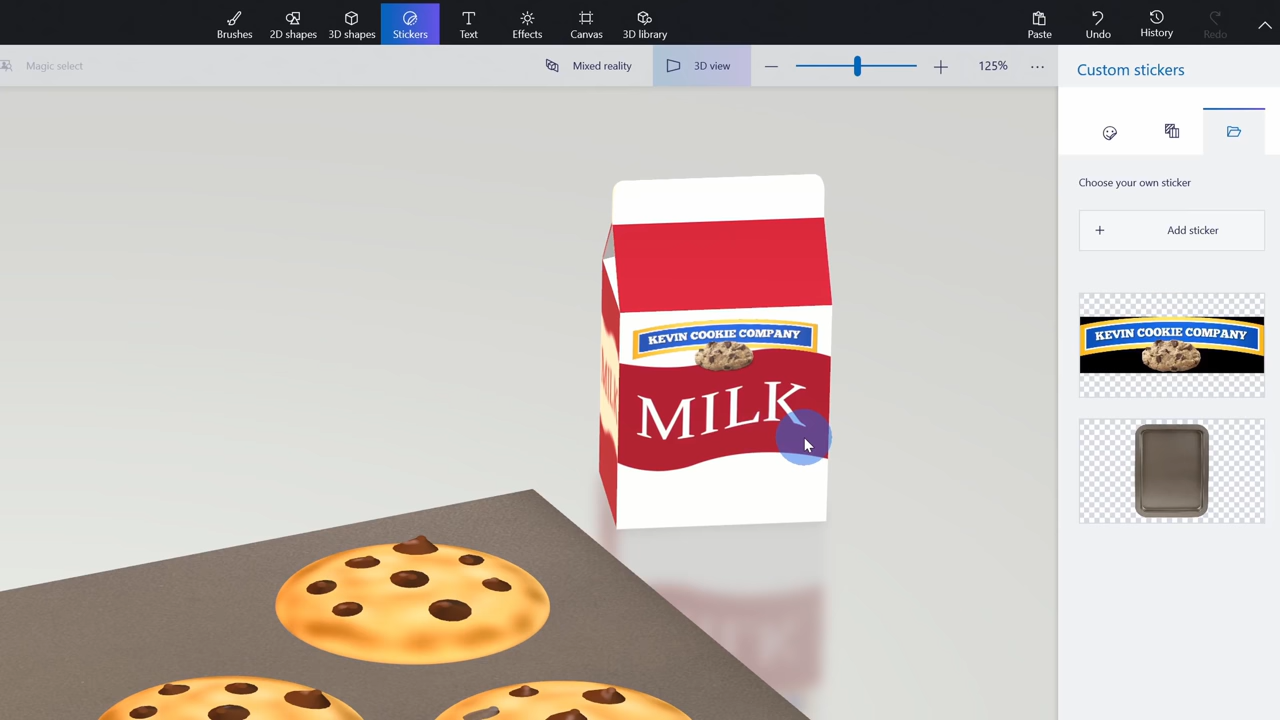 Brushes 2D shapes 3D shapes Stickers Text Effects Canvas 3D library Paste Undo History Redo
Magic select Mixed reality 3D view 125%
Custom stickers
Choose your own sticker
Add sticker
KEVIN COOKIE COMPANY
KEVIN COOKIE COMPANY
MILK
MILK